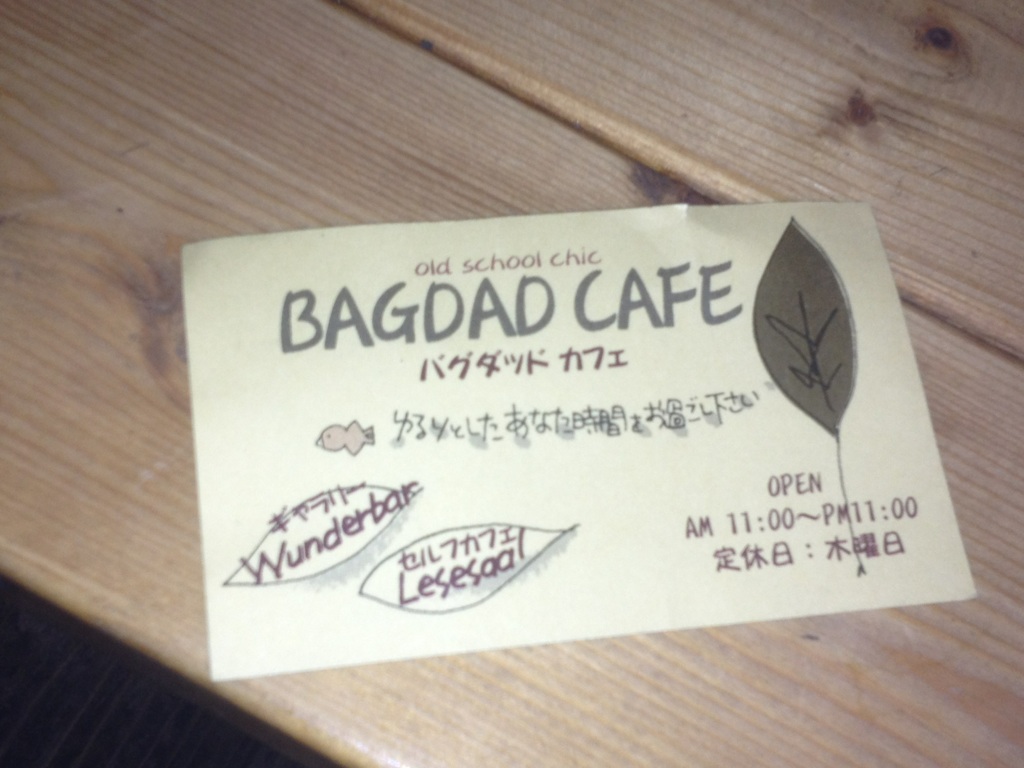 old school chic
BAGDAD CAFE
バグダッド カフェ
ゆるりとした あなた時間をお過ごし下さい
ギャラリー
Wunderbar
セルフカフェ
Lesesaal
OPEN
AM 11:00〜PM11:00
定休日：木曜日